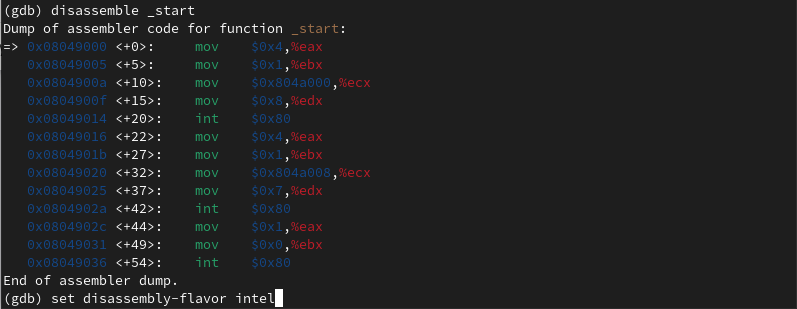 (gdb) disassemble _start
Dump of assembler code for function _start:
=> 0x08049000 <+0>:     mov    $0x4,%eax
   0x08049005 <+5>:     mov    $0x1,%ebx
   0x0804900a <+10>:    mov    $0x804a000,%ecx
   0x0804900f <+15>:    mov    $0x8,%edx
   0x08049014 <+20>:    int    $0x80
   0x08049016 <+22>:    mov    $0x4,%eax
   0x0804901b <+27>:    mov    $0x1,%ebx
   0x08049020 <+32>:    mov    $0x804a008,%ecx
   0x08049025 <+37>:    mov    $0x7,%edx
   0x0804902a <+42>:    int    $0x80
   0x0804902c <+44>:    mov    $0x1,%eax
   0x08049031 <+49>:    mov    $0x0,%ebx
   0x08049036 <+54>:    int    $0x80
End of assembler dump.
(gdb) set disassembly-flavor intel